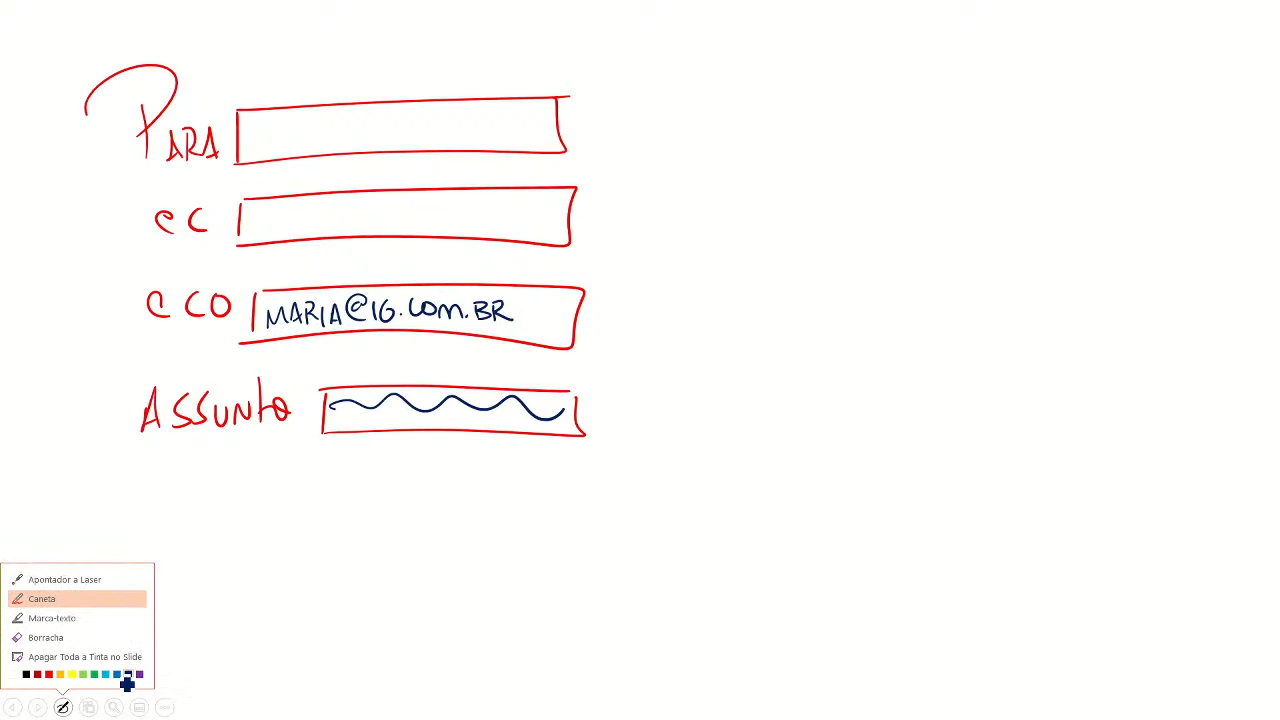 PARA
CC
CCO MARIA@IG.COM.BR
ASSUNTO
Apontador a Laser
Caneta
Marca-texto
Borracha
Apagar Toda a Tinta no Slide